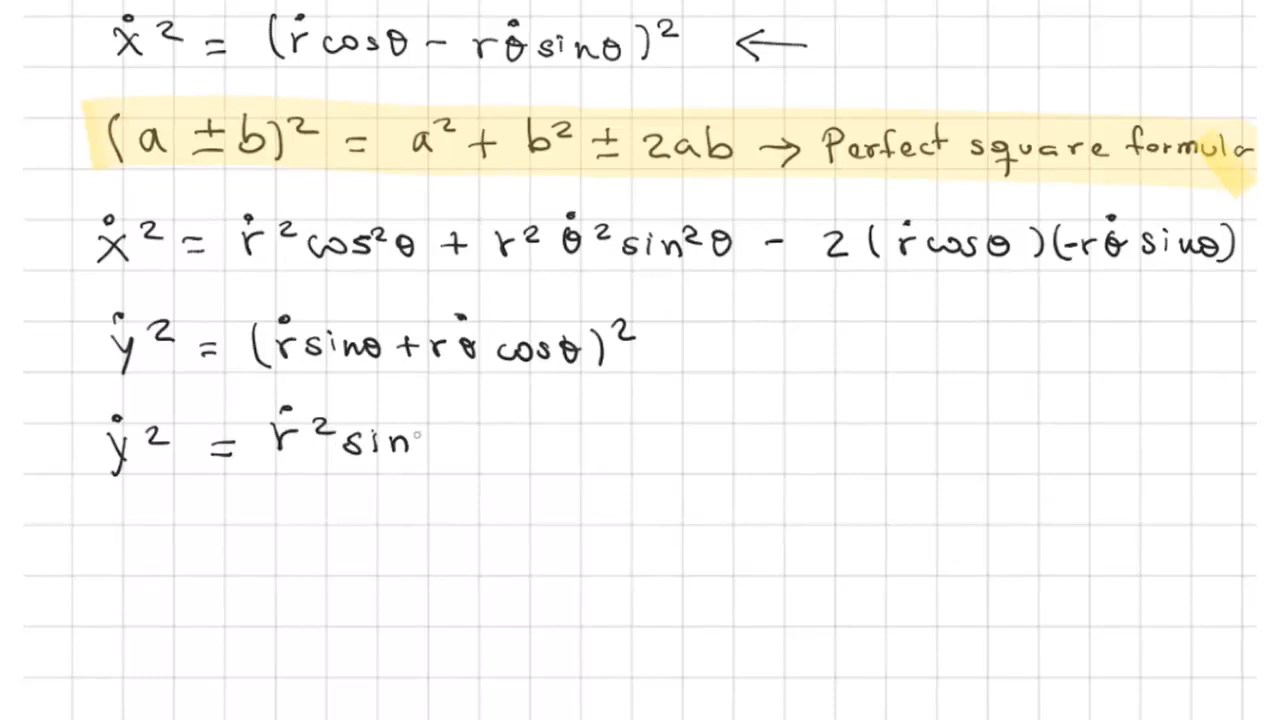 ẋ² = (ṙcosθ - rθ̇sinθ)² ←
(a ± b)² = a² + b² ± 2ab → Perfect square formula
ẋ² = ṙ²cos²θ + r²θ̇²sin²θ - 2(ṙcosθ)(-rθ̇sinθ)
ẏ² = (ṙsinθ + rθ̇cosθ)²
ẏ² = ṙ²sin